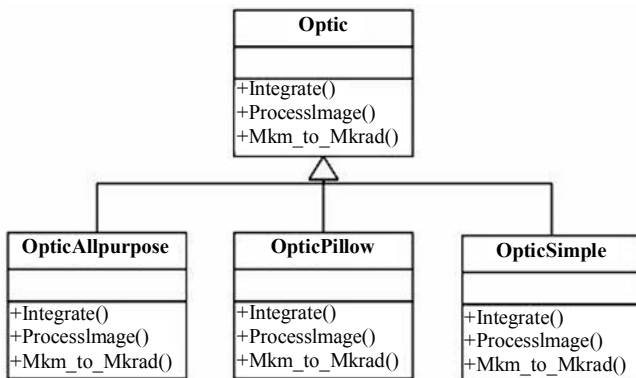 Optic
+Integrate()
+ProcessImage()
+Mkm_to_Mkrad()
OpticAllpurpose
+Integrate()
+ProcessImage()
+Mkm_to_Mkrad()
OpticPillow
+Integrate()
+ProcessImage()
+Mkm_to_Mkrad()
OpticSimple
+Integrate()
+ProcessImage()
+Mkm_to_Mkrad()